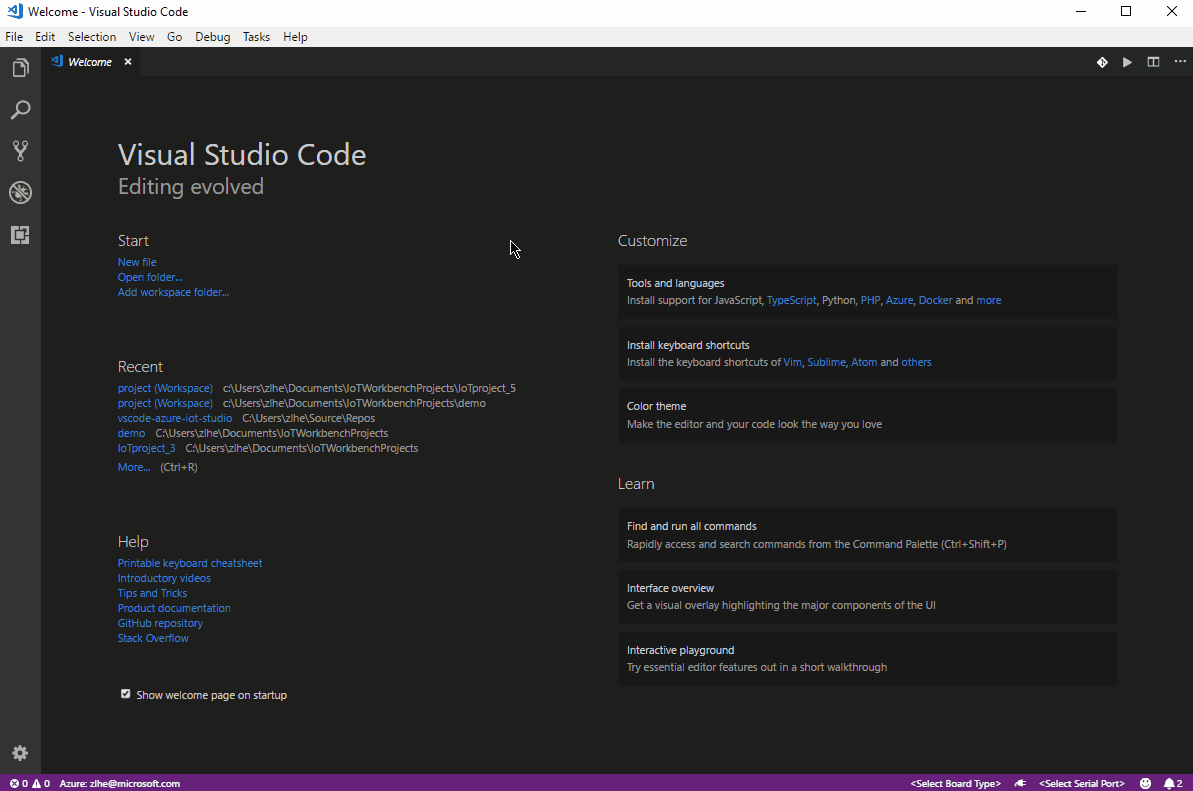 Welcome - Visual Studio Code
File Edit Selection View Go Debug Tasks Help
Welcome
Visual Studio Code
Editing evolved
Start
New file
Open folder...
Add workspace folder...
Recent
project (Workspace) c:\Users\zlhe\Documents\IoTWorkbenchProjects\IoTproject_5
project (Workspace) c:\Users\zlhe\Documents\IoTWorkbenchProjects\demo
vscode-azure-iot-studio C:\Users\zlhe\Source\Repos
demo C:\Users\zlhe\Documents\IoTWorkbenchProjects
IoTproject_3 C:\Users\zlhe\Documents\IoTWorkbenchProjects
More... (Ctrl+R)
Help
Printable keyboard cheatsheet
Introductory videos
Tips and Tricks
Product documentation
GitHub repository
Stack Overflow
Show welcome page on startup
Customize
Tools and languages
Install support for JavaScript, TypeScript, Python, PHP, Azure, Docker and more
Install keyboard shortcuts
Install the keyboard shortcuts of Vim, Sublime, Atom and others
Color theme
Make the editor and your code look the way you love
Learn
Find and run all commands
Rapidly access and search commands from the Command Palette (Ctrl+Shift+P)
Interface overview
Get a visual overlay highlighting the major components of the UI
Interactive playground
Try essential editor features out in a short walkthrough
0 0 Azure: zlhe@microsoft.com <Select Board Type> <Select Serial Port> 2